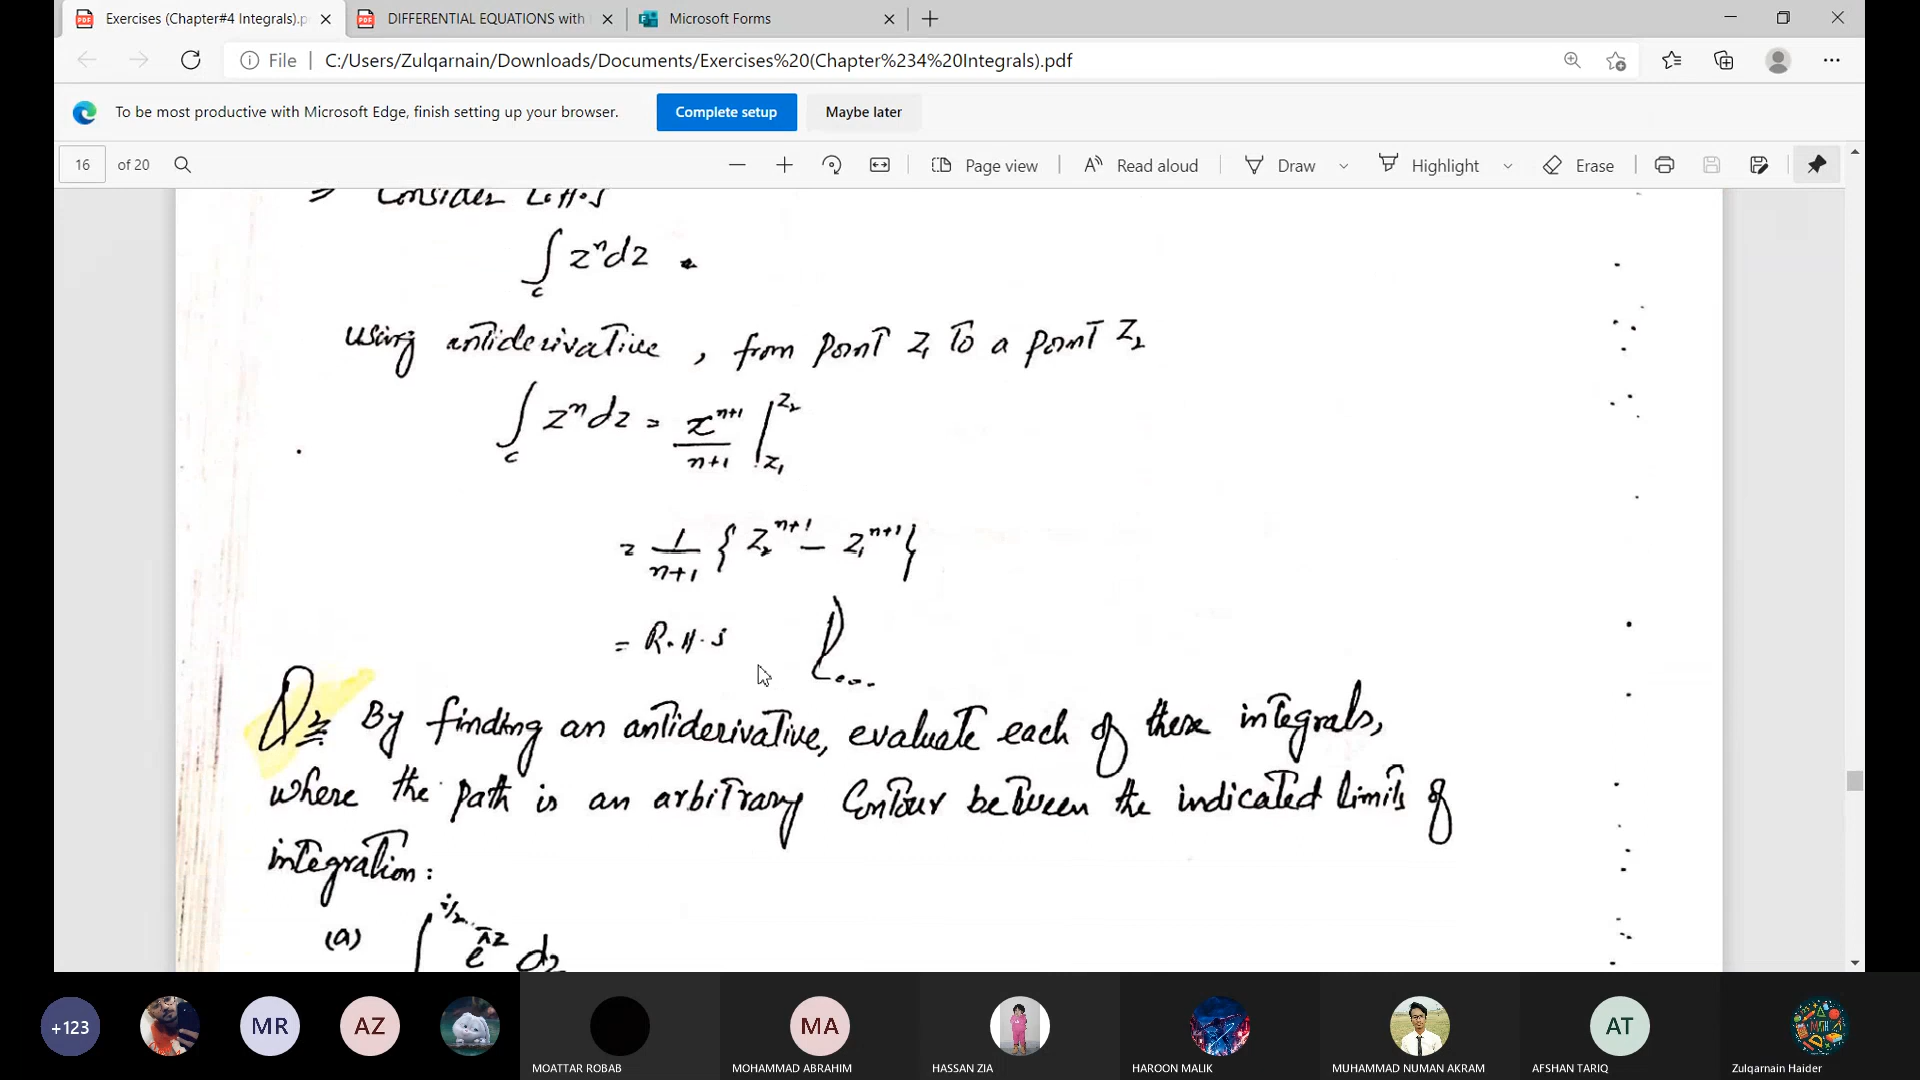 Exercises (Chapter#4 Integrals).p
DIFFERENTIAL EQUATIONS with
Microsoft Forms
File
C:/Users/Zulqarnain/Downloads/Documents/Exercises%20(Chapter%234%20Integrals).pdf
To be most productive with Microsoft Edge, finish setting up your browser.
Complete setup
Maybe later
16 of 20
Page view
Read aloud
Draw
Highlight
Erase
⇒ Consider L.H.S
∫_c z^n dz
using antiderivative, from point z₁ to a point z₂
∫_c z^n dz = z^{n+1}/n+1 |_{z₁}^{z₂}
= 1/n+1 { z₂^{n+1} - z₁^{n+1} }
= R.H.S
Q2 By finding an antiderivative, evaluate each of these integrals,
where the path is an arbitrary Contour between the indicated limits of
integration:
(a) ∫^{i/2} e^{πz} dz
+123
MR
AZ
MA
AT
MOATTAR ROBAB
MOHAMMAD ABRAHIM
HASSAN ZIA
HAROON MALIK
MUHAMMAD NUMAN AKRAM
AFSHAN TARIQ
Zulqarnain Haider